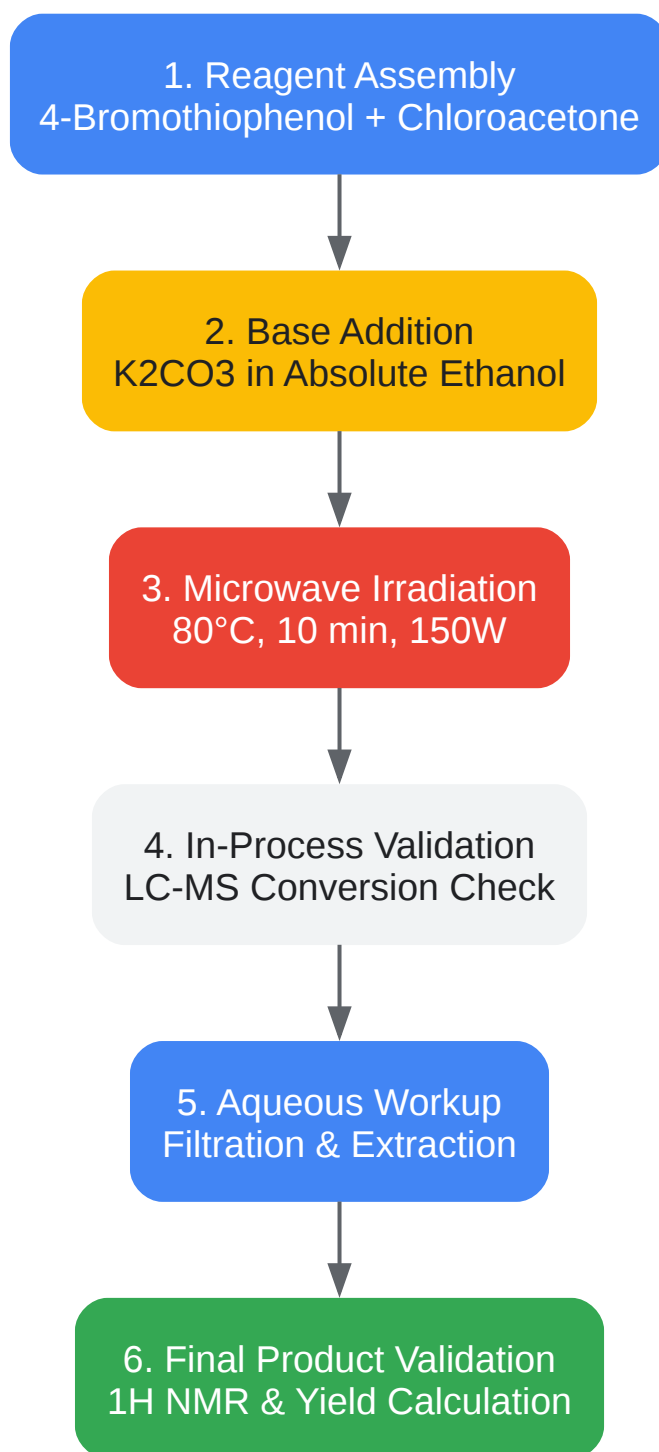 1. Reagent Assembly
4-Bromothiophenol + Chloroacetone
2. Base Addition
K2CO3 in Absolute Ethanol
3. Microwave Irradiation
80°C, 10 min, 150W
4. In-Process Validation
LC-MS Conversion Check
5. Aqueous Workup
Filtration & Extraction
6. Final Product Validation
1H NMR & Yield Calculation